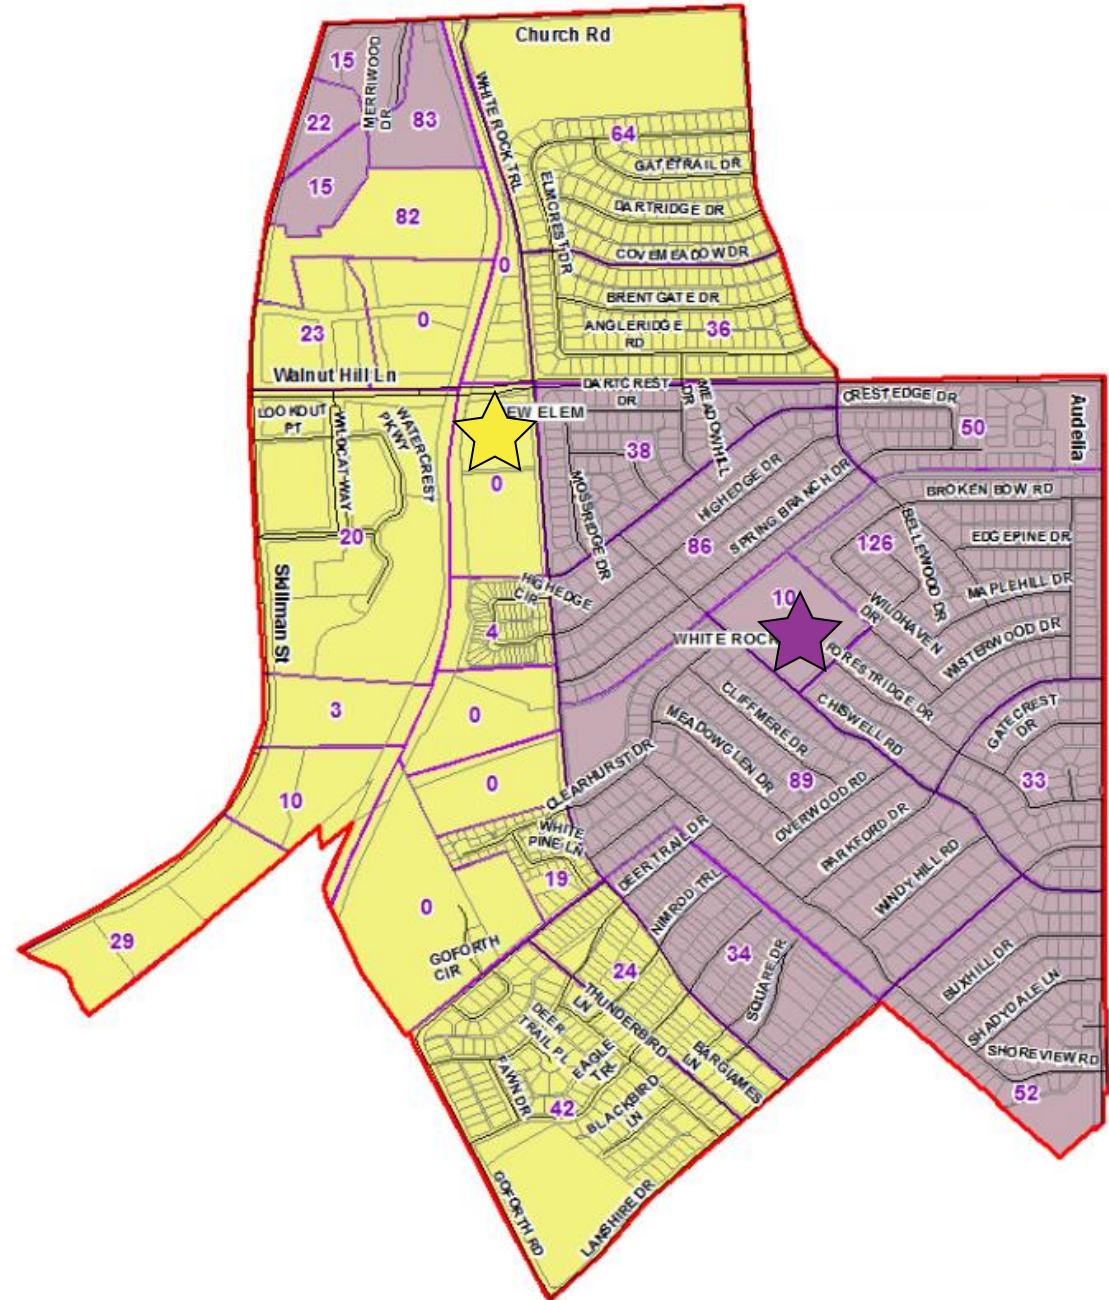 Church Rd
15
MERRIWOOD
DR
22
83
15
WHITE ROCK TRL
64
GATETRAIL DR
ELMCREST DR
DARTRIDGE DR
82
COVEMEADOW DR
0
BRENTGATE DR
23
0
ANGLERIDGE
RD
36
Walnut Hill Ln
DARTCREST
DR
MEADOWHILL
DR
CRESTEDGE DR
LOOKOUT
PT
WILDCAT WAY
WATERCREST
PKWY
EW ELEM
38
50
Audelia
MOSSRIDGE DR
HIGHEDGE DR
SPRING BRANCH DR
BROKEN BOW RD
0
20
86
126
BELLEWOOD DR
EDGEPINE DR
Skillman St
HIGHEDGE
CIR
10
MAPLEHILL DR
WILDHAVEN
DR
4
WHITE ROCK
FORESTRIDGE DR
WISTERWOOD DR
3
0
CLIFFMERE DR
CHISWELL RD
GATECREST
DR
MEADOWGLEN DR
10
0
CLEARHURST DR
89
33
OVERWOOD RD
WHITE
PINE LN
PARKFORD DR
19
DEER TRAIL DR
WINDY HILL RD
29
0
NIMROD TRL
GOFORTH
CIR
24
34
SQUARE DR
BUXHILL DR
SHADYDALE LN
THUNDERBIRD
LN
DEER
TRAIL PL
EAGLE
TRL
BARGIAMES
LN
SHOREVIEW RD
FAWN DR
42
BLACKBIRD
LN
52
GOFORTH RD
LANSHIRE DR